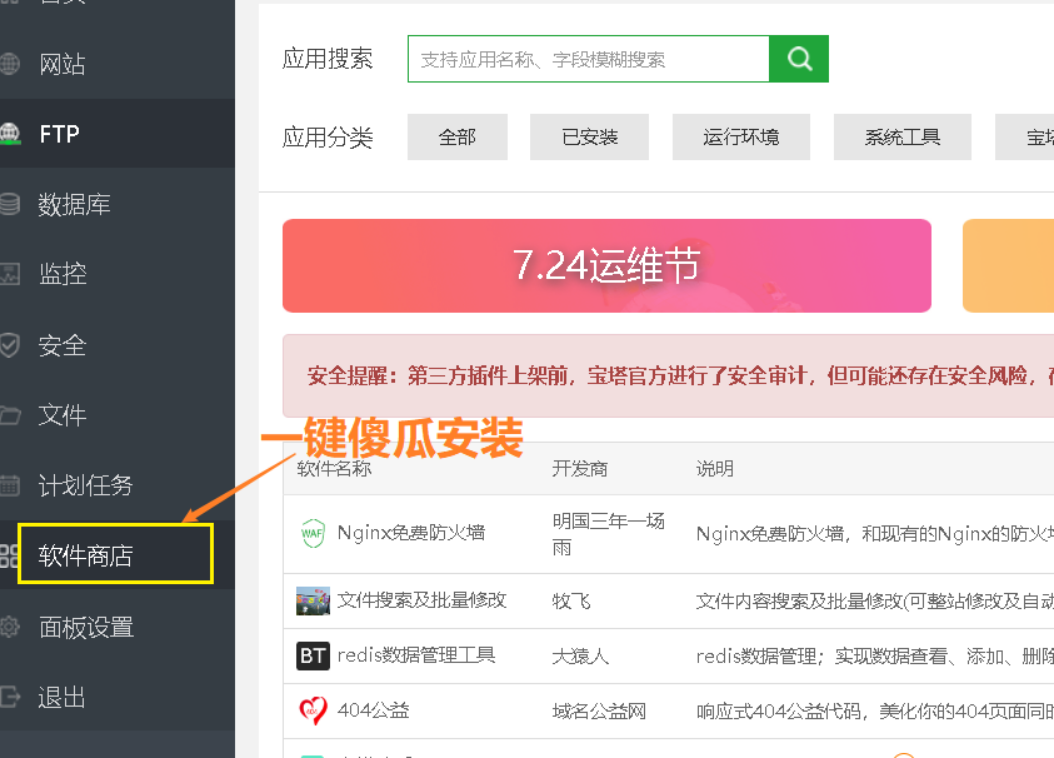 首页
网站
FTP
数据库
监控
安全
文件
计划任务
软件商店
面板设置
退出
应用搜索
支持应用名称、字段模糊搜索
应用分类
全部
已安装
运行环境
系统工具
宝塔
7.24运维节
安全提醒：第三方插件上架前，宝塔官方进行了安全审计，但可能还存在安全风险，
一键傻瓜安装
软件名称
开发商
说明
WAF
Nginx免费防火墙
明国三年一场
雨
Nginx免费防火墙，和现有的Nginx的防火墙
文件搜索及批量修改
牧飞
文件内容搜索及批量修改(可整站修改及自动
BT
redis数据管理工具
大猿人
redis数据管理；实现数据查看、添加、删除
404公益
域名公益网
响应式404公益代码，美化你的404页面同时